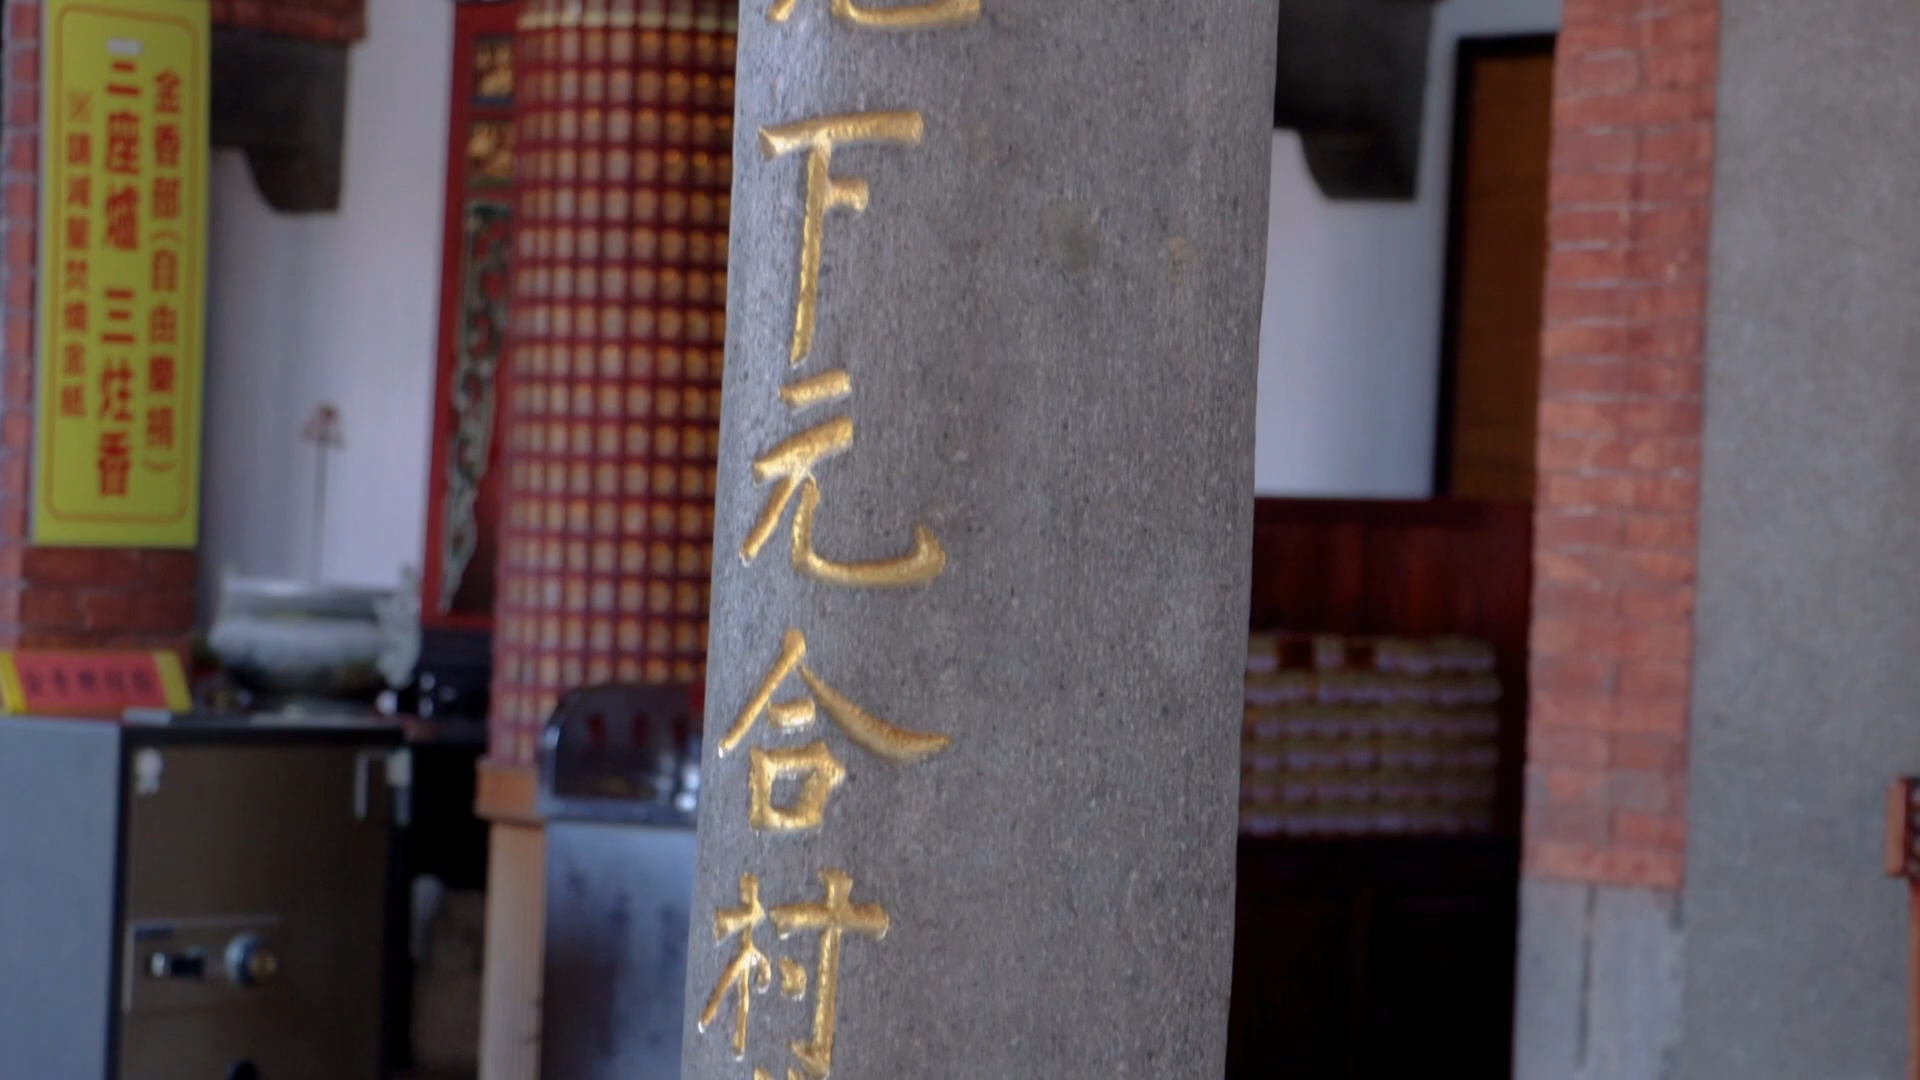 下元合村
金香部（自由樂捐）
三座爐 三炷香
※請減量焚燒金紙